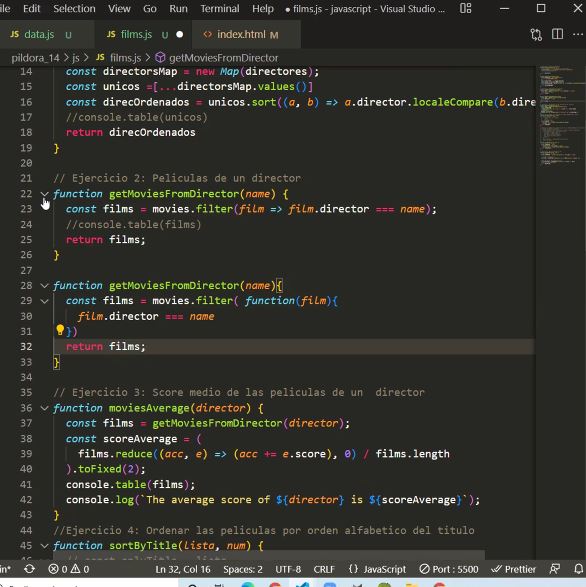 ile Edit Selection View Go Run Terminal Help ● films.js - javascript - Visual Studio ...
JS data.js U JS films.js U ● <> index.html M
pildora_14 > js > JS films.js > getMoviesFromDirector
14 const directorsMap = new Map(directores);
15 const unicos =[...directorsMap.values()]
16 const direcOrdenados = unicos.sort((a, b) => a.director.localeCompare(b.dire
17 //console.table(unicos)
18 return direcOrdenados
19 }
20
21 // Ejercicio 2: Peliculas de un director
22 function getMoviesFromDirector(name) {
23 const films = movies.filter(film => film.director === name);
24 //console.table(films)
25 return films;
26 }
27
28 function getMoviesFromDirector(name){
29 const films = movies.filter( function(film){
30 film.director === name
31 })
32 return films;
33 }
34
35 // Ejercicio 3: Score medio de las peliculas de un  director
36 function moviesAverage(director) {
37 const films = getMoviesFromDirector(director);
38 const scoreAverage = (
39 films.reduce((acc, e) => (acc += e.score), 0) / films.length
40 ).toFixed(2);
41 console.table(films);
42 console.log(`The average score of ${director} is ${scoreAverage}`);
43 }
44 //Ejercicio 4: Ordenar las peliculas por orden alfabetico del titulo
45 function sortByTitle(lista, num) {
in* 0 0 Ln 32, Col 16 Spaces: 2 UTF-8 CRLF {} JavaScript Port : 5500 Prettier